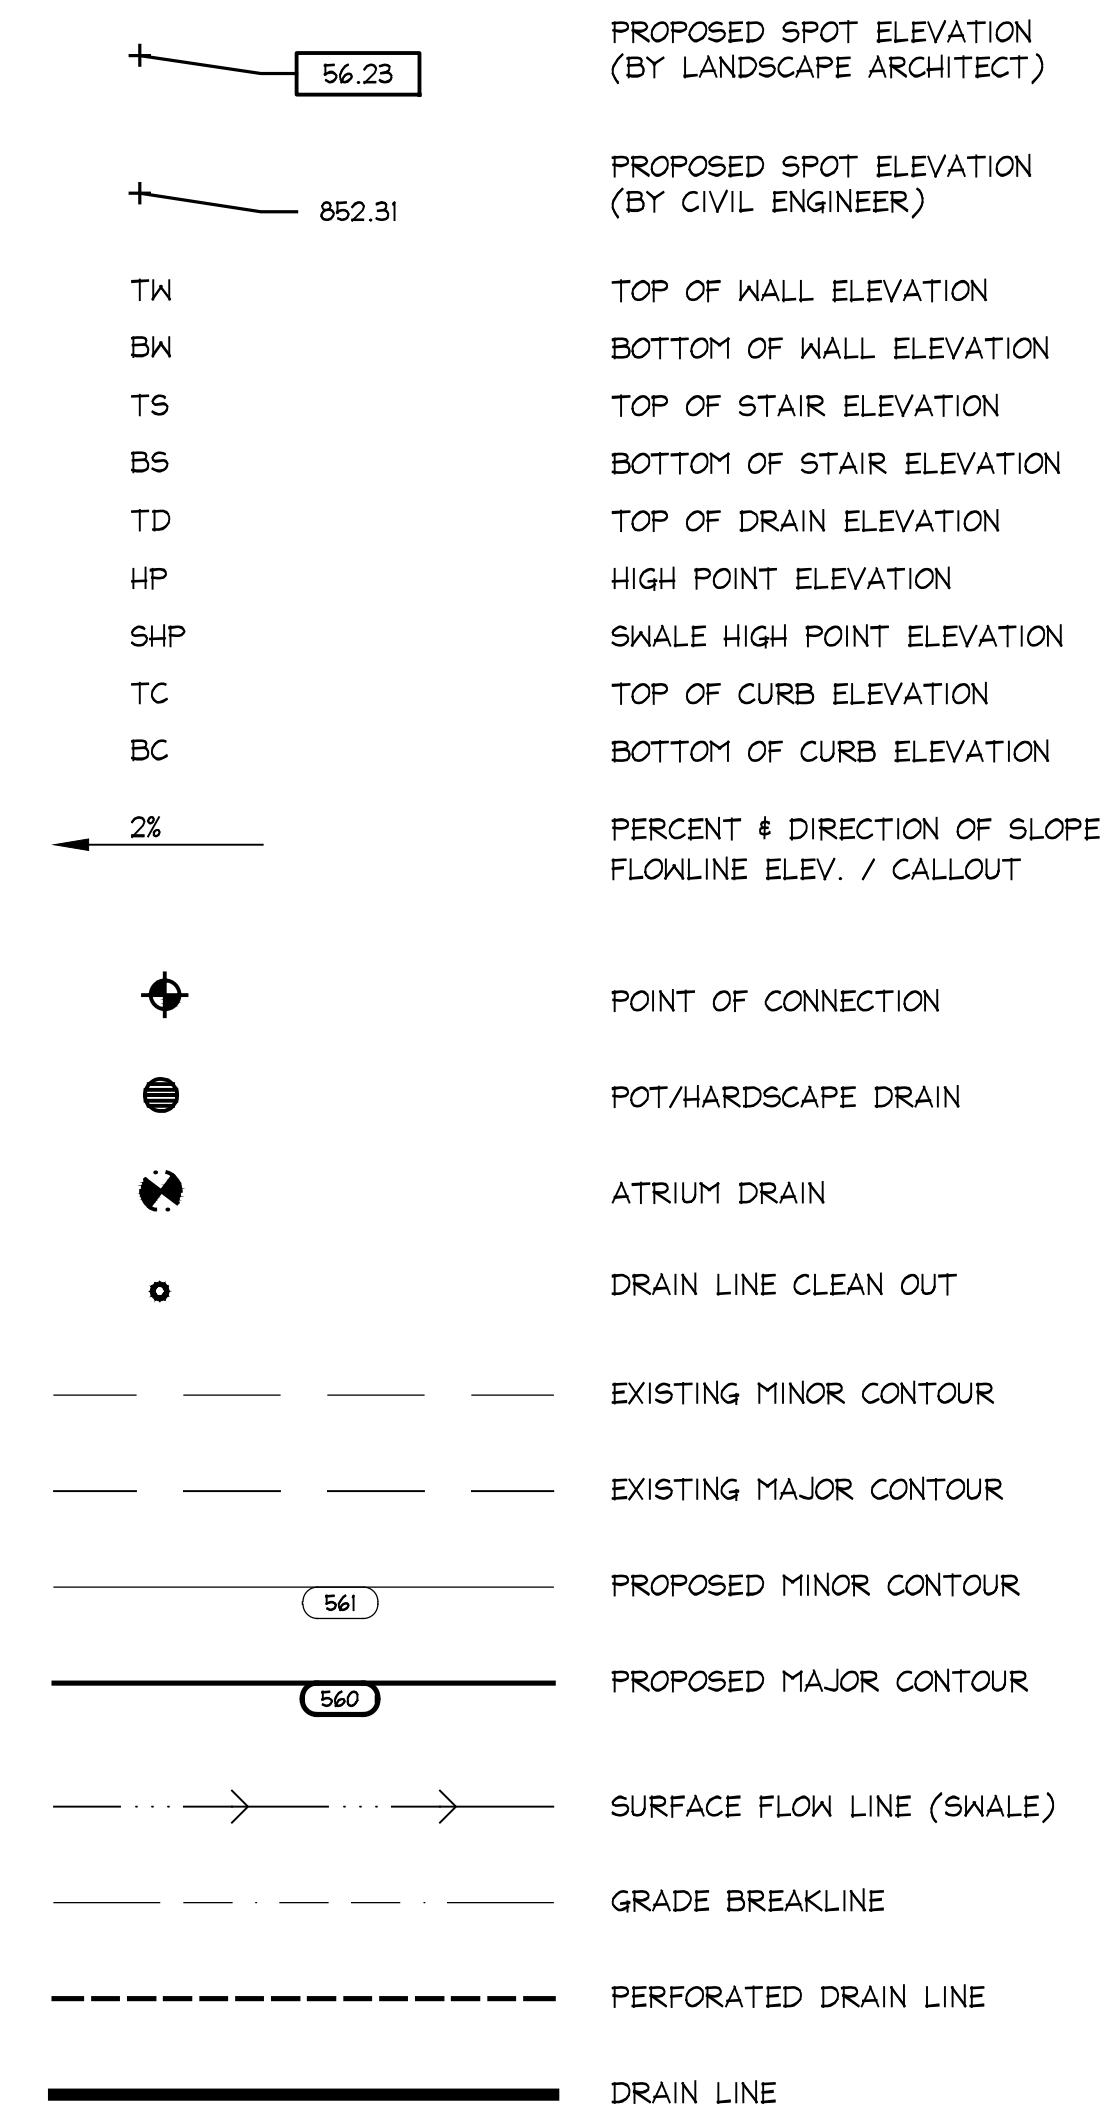 PROPOSED SPOT ELEVATION
56.23 (BY LANDSCAPE ARCHITECT)
PROPOSED SPOT ELEVATION
852.31 (BY CIVIL ENGINEER)
TW TOP OF WALL ELEVATION
BW BOTTOM OF WALL ELEVATION
TS TOP OF STAIR ELEVATION
BS BOTTOM OF STAIR ELEVATION
TD TOP OF DRAIN ELEVATION
HP HIGH POINT ELEVATION
SHP SWALE HIGH POINT ELEVATION
TC TOP OF CURB ELEVATION
BC BOTTOM OF CURB ELEVATION
2% PERCENT & DIRECTION OF SLOPE
FLOWLINE ELEV. / CALLOUT
POINT OF CONNECTION
POT/HARDSCAPE DRAIN
ATRIUM DRAIN
DRAIN LINE CLEAN OUT
EXISTING MINOR CONTOUR
EXISTING MAJOR CONTOUR
561 PROPOSED MINOR CONTOUR
560 PROPOSED MAJOR CONTOUR
SURFACE FLOW LINE (SWALE)
GRADE BREAKLINE
PERFORATED DRAIN LINE
DRAIN LINE